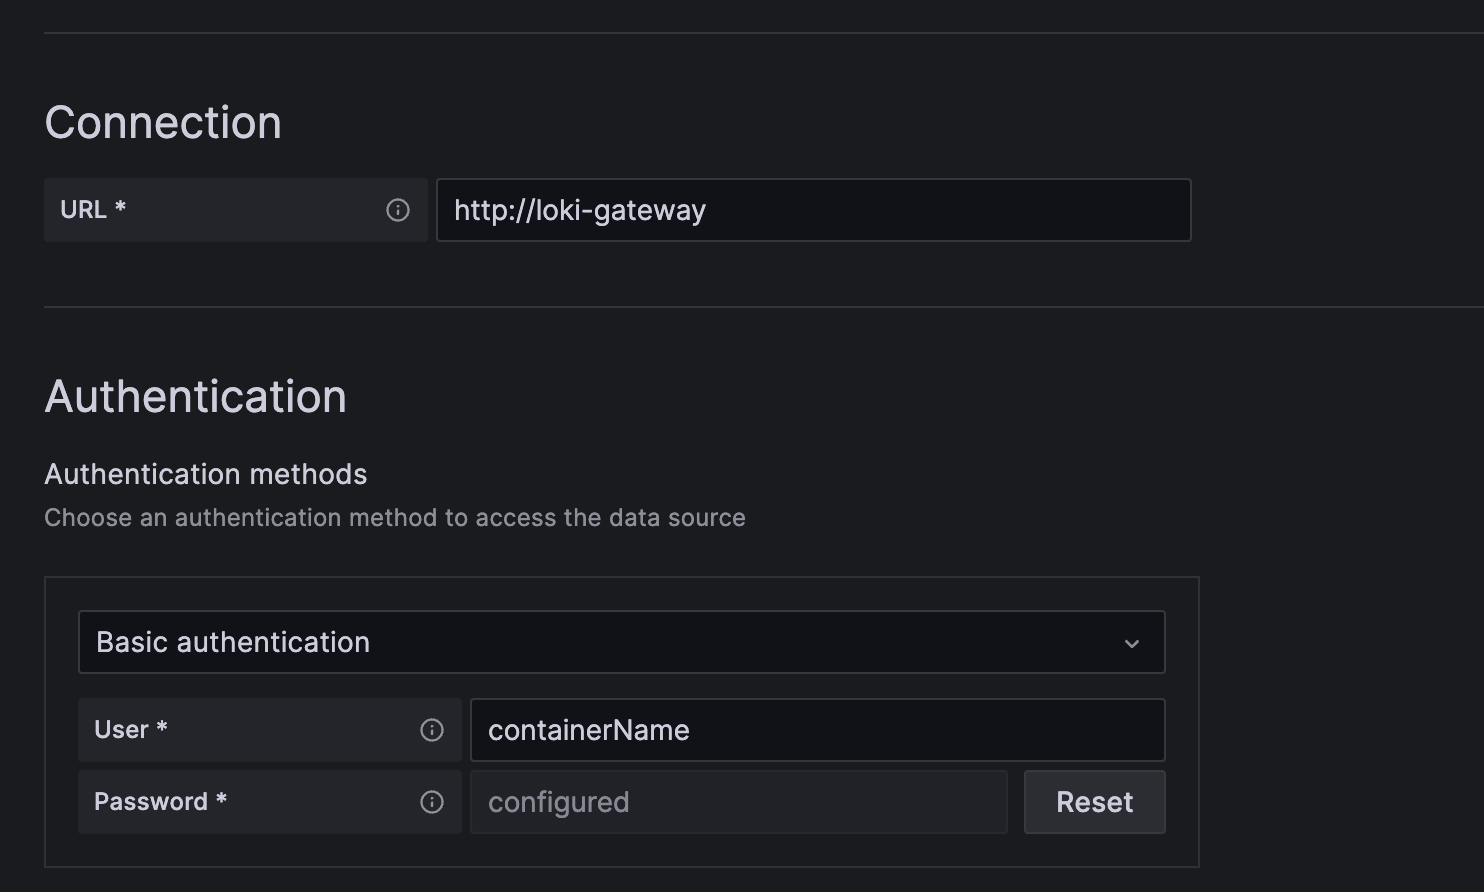 Connection
URL *
http://loki-gateway
Authentication
Authentication methods
Choose an authentication method to access the data source
Basic authentication
User *
containerName
Password *
configured
Reset